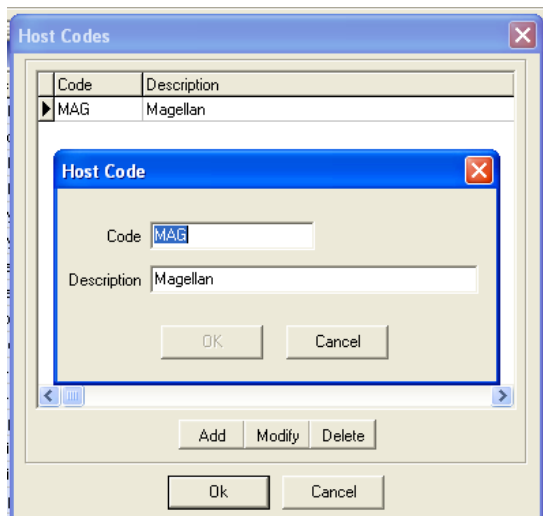 Host Codes
Code Description
MAG Magellan
Host Code
Code MAG
Description Magellan
OK Cancel
Add Modify Delete
Ok Cancel